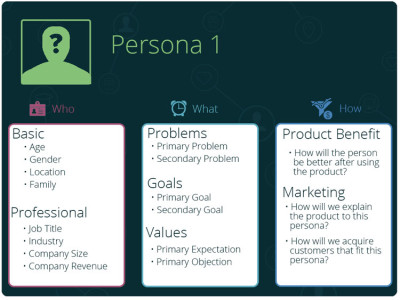 ?
Persona 1
Who
What
How
Basic
• Age
• Gender
• Location
• Family
Professional
• Job Title
• Industry
• Company Size
• Company Revenue
Problems
• Primary Problem
• Secondary Problem
Goals
• Primary Goal
• Secondary Goal
Values
• Primary Expectation
• Primary Objection
Product Benefit
• How will the person
be better after using
the product?
Marketing
• How will we explain
the product to this
persona?
• How will we acquire
customers that fit this
persona?